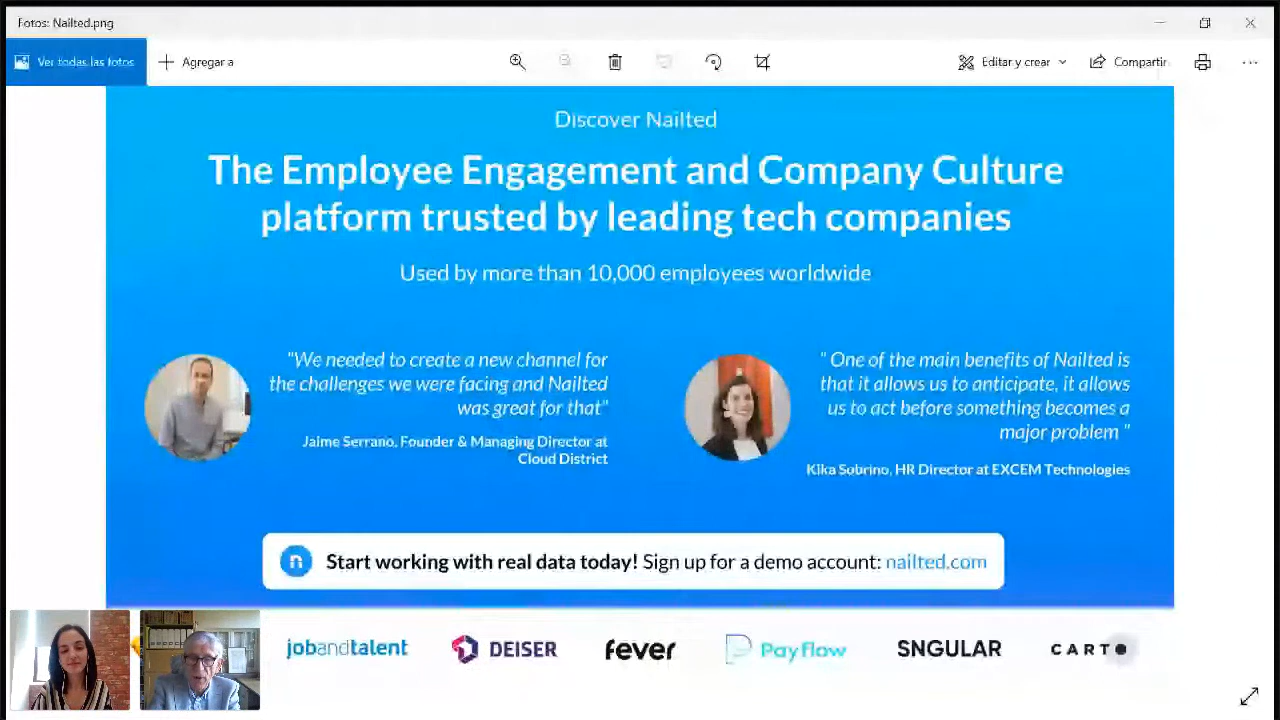 Fotos: Nailted.png
Ver todas las fotos
Agregar a
Editar y crear
Compartir
Discover Nailted
The Employee Engagement and Company Culture
platform trusted by leading tech companies
Used by more than 10,000 employees worldwide
"We needed to create a new channel for
the challenges we were facing and Nailted
was great for that"
Jaime Serrano, Founder & Managing Director at
Cloud District
" One of the main benefits of Nailted is
that it allows us to anticipate, it allows
us to act before something becomes a
major problem "
Kika Sobrino, HR Director at EXCEM Technologies
n Start working with real data today! Sign up for a demo account: nailted.com
jobandtalent
DEISER
fever
Payflow
SNGULAR
CARTO